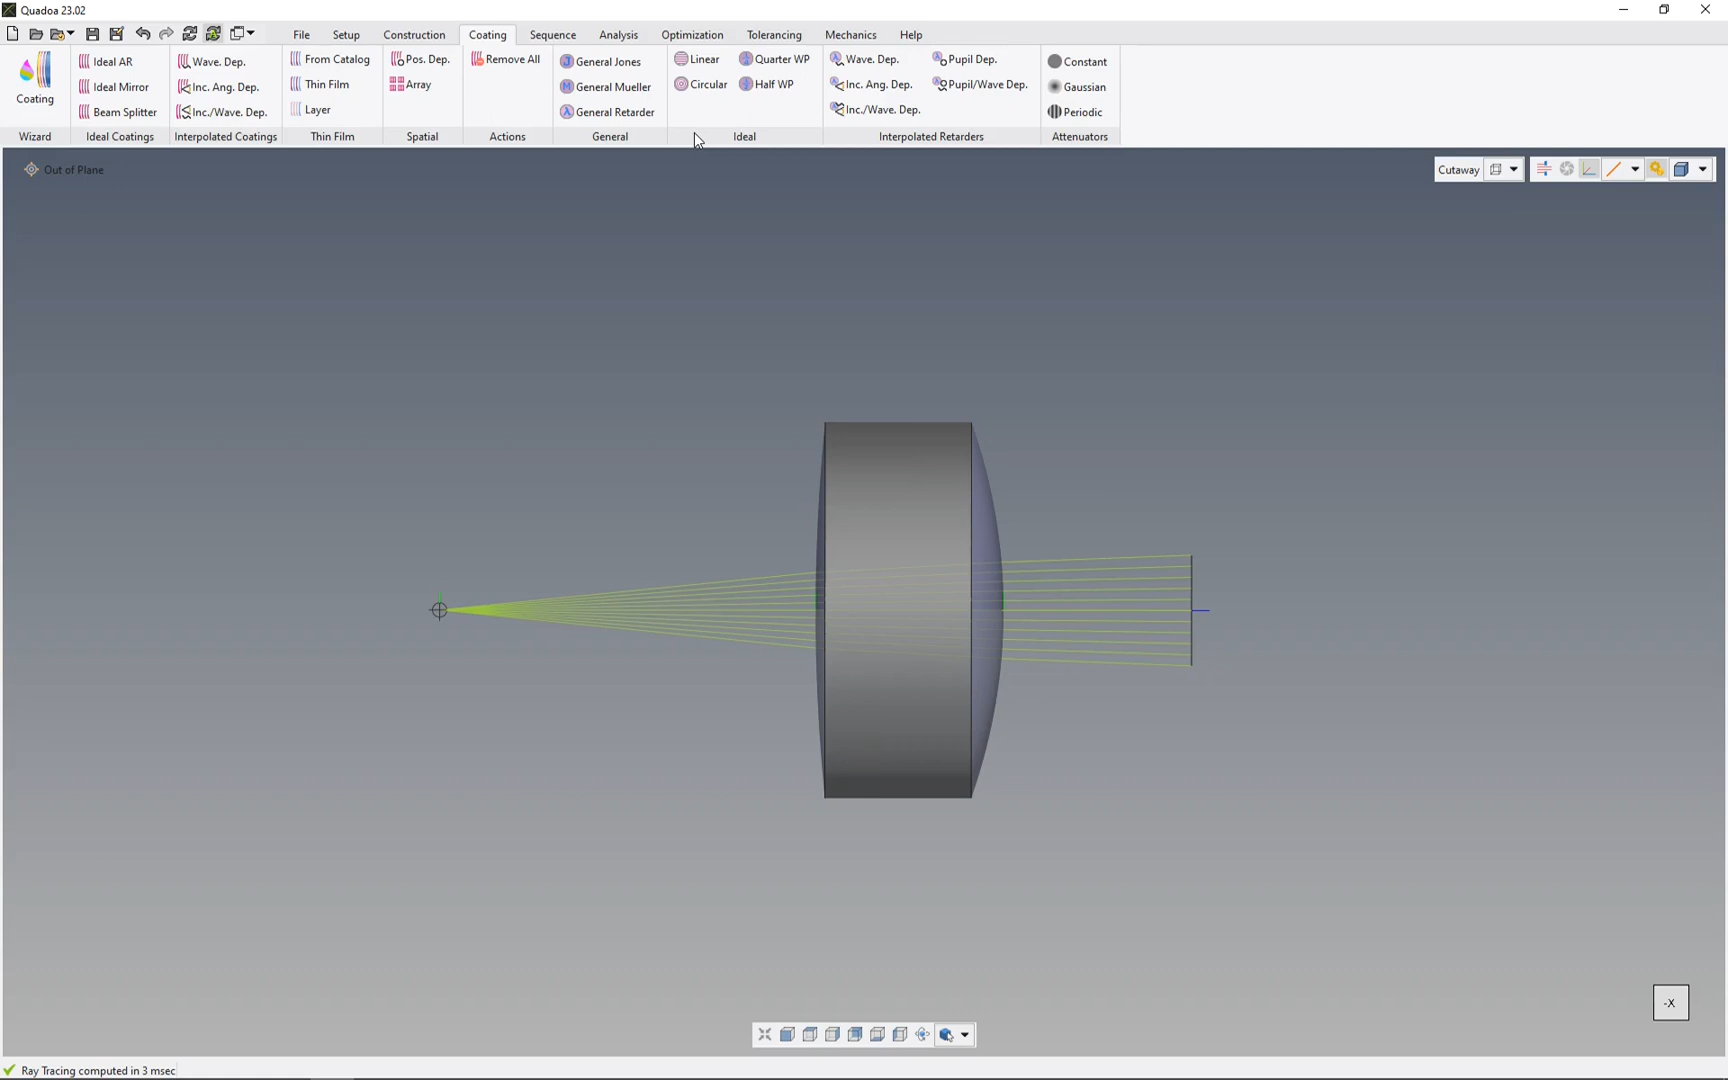 Quadoa 23.02
File Setup Construction Coating Sequence Analysis Optimization Tolerancing Mechanics Help
Coating
Wizard
Ideal AR
Ideal Mirror
Beam Splitter
Ideal Coatings
Wave. Dep.
Inc. Ang. Dep.
Inc./Wave. Dep.
Interpolated Coatings
From Catalog
Thin Film
Layer
Thin Film
Pos. Dep.
Array
Spatial
Remove All
Actions
General Jones
General Mueller
General Retarder
General
Linear Quarter WP
Circular Half WP
Ideal
Wave. Dep. Pupil Dep.
Inc. Ang. Dep. Pupil/Wave Dep.
Inc./Wave. Dep.
Interpolated Retarders
Constant
Gaussian
Periodic
Attenuators
Out of Plane
Cutaway
-X
Ray Tracing computed in 3 msec